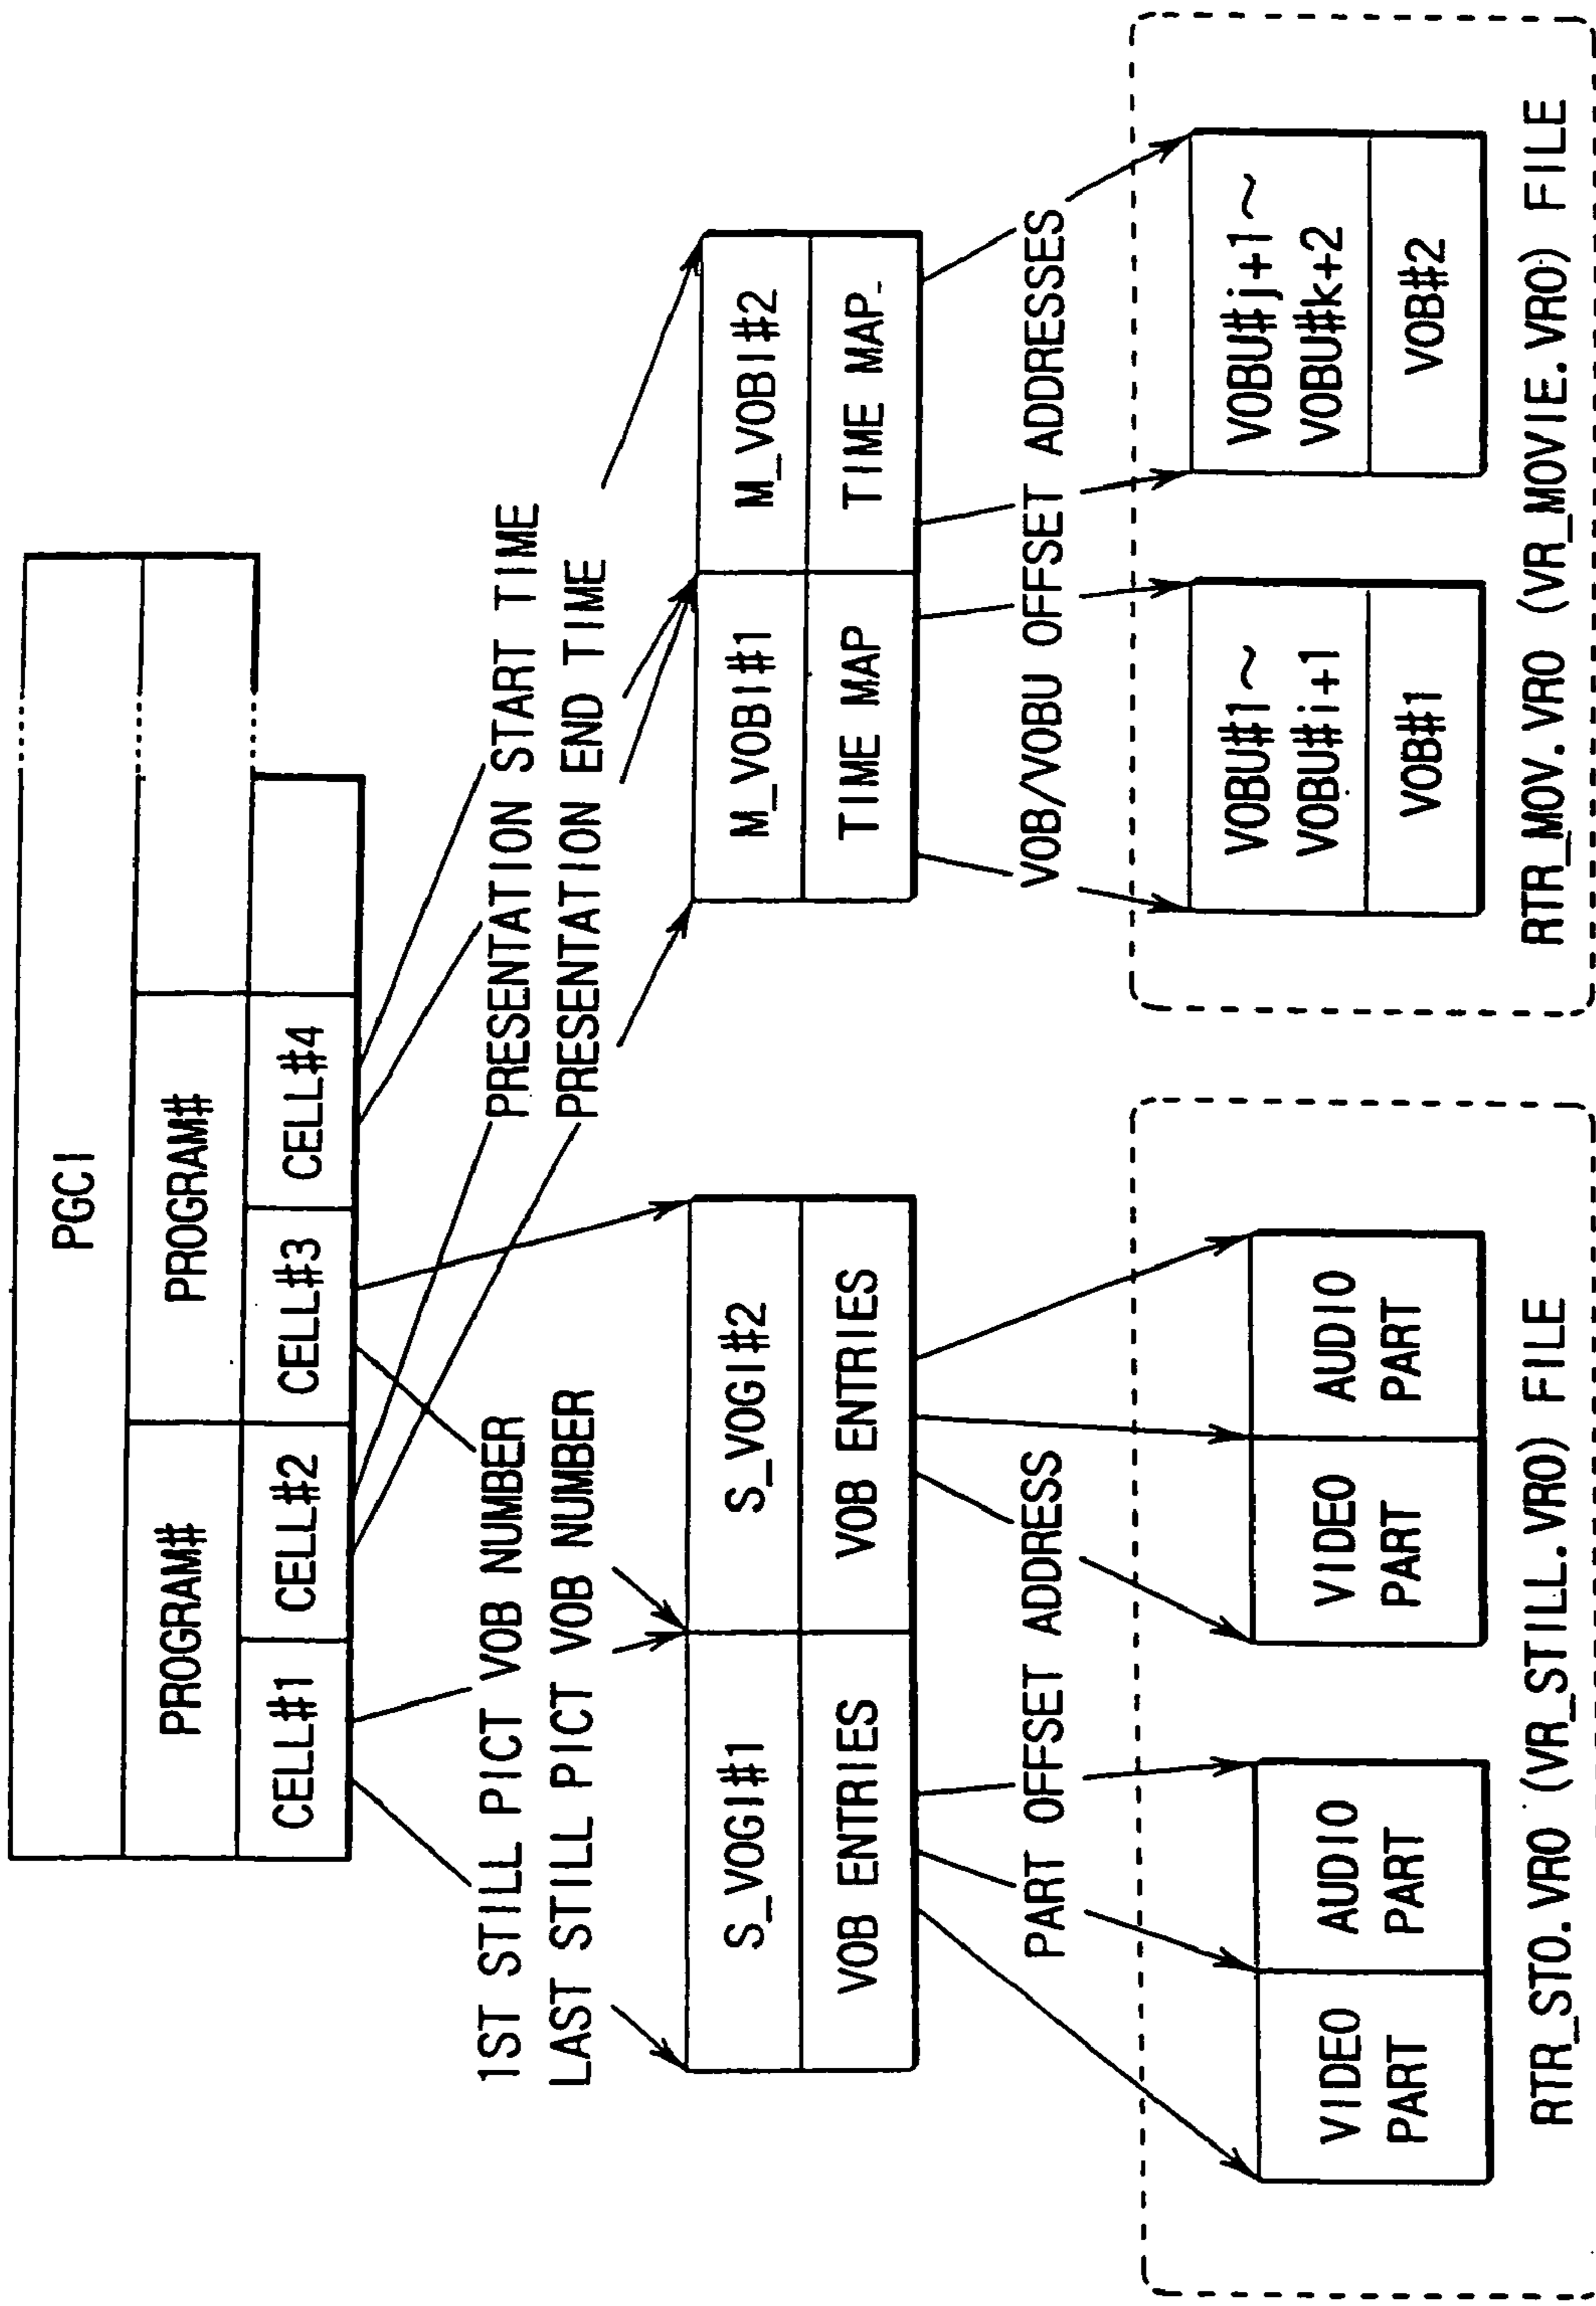 PGCI
PROGRAM#
PROGRAM#
CELL#1
CELL#2
CELL#3
CELL#4
1ST STILL PICT VOB NUMBER
LAST STILL PICT VOB NUMBER
PRESENTATION START TIME
PRESENTATION END TIME
S_VOGI#1
S_VOGI#2
VOB ENTRIES
VOB ENTRIES
M_VOBI#1
M_VOBI#2
TIME MAP
TIME MAP
PART OFFSET ADDRESS
VOB/VOBU OFFSET ADDRESSES
VIDEO
PART
AUDIO
PART
VIDEO
PART
AUDIO
PART
VOBU#1~
VOBU#i+1
VOB#1
VOBU#j+1~
VOBU#k+2
VOB#2
RTR_STO.VRO (VR_STILL.VRO) FILE
RTR_MOV.VRO (VR_MOVIE.VRO) FILE